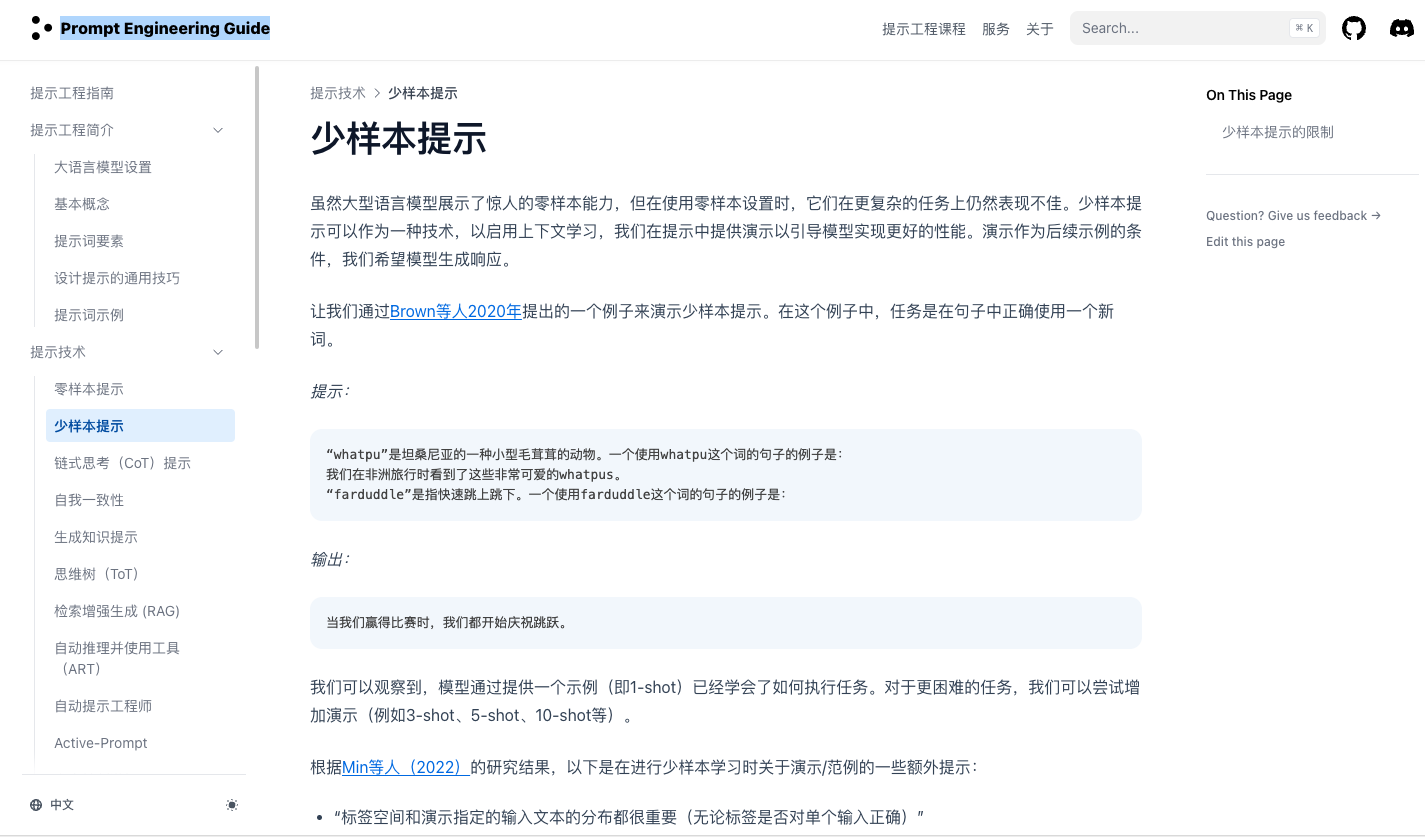 Prompt Engineering Guide
提示工程课程 服务 关于 Search... ⌘ K
提示工程指南
提示工程简介
大语言模型设置
基本概念
提示词要素
设计提示的通用技巧
提示词示例
提示技术
零样本提示
少样本提示
链式思考（CoT）提示
自我一致性
生成知识提示
思维树（ToT）
检索增强生成 (RAG)
自动推理并使用工具
（ART）
自动提示工程师
Active-Prompt
中文
提示技术 > 少样本提示
少样本提示
虽然大型语言模型展示了惊人的零样本能力，但在使用零样本设置时，它们在更复杂的任务上仍然表现不佳。少样本提
示可以作为一种技术，以启用上下文学习，我们在提示中提供演示以引导模型实现更好的性能。演示作为后续示例的条
件，我们希望模型生成响应。
让我们通过Brown等人2020年提出的一个例子来演示少样本提示。在这个例子中，任务是在句子中正确使用一个新
词。
提示：
“whatpu”是坦桑尼亚的一种小型毛茸茸的动物。一个使用whatpu这个词的句子的例子是：
我们在非洲旅行时看到了这些非常可爱的whatpus。
“farduddle”是指快速跳上跳下。一个使用farduddle这个词的句子的例子是：
输出：
当我们赢得比赛时，我们都开始庆祝跳跃。
我们可以观察到，模型通过提供一个示例（即1-shot）已经学会了如何执行任务。对于更困难的任务，我们可以尝试增
加演示（例如3-shot、5-shot、10-shot等）。
根据Min等人（2022）的研究结果，以下是在进行少样本学习时关于演示/范例的一些额外提示：
• “标签空间和演示指定的输入文本的分布都很重要（无论标签是否对单个输入正确）”
On This Page
少样本提示的限制
Question? Give us feedback →
Edit this page